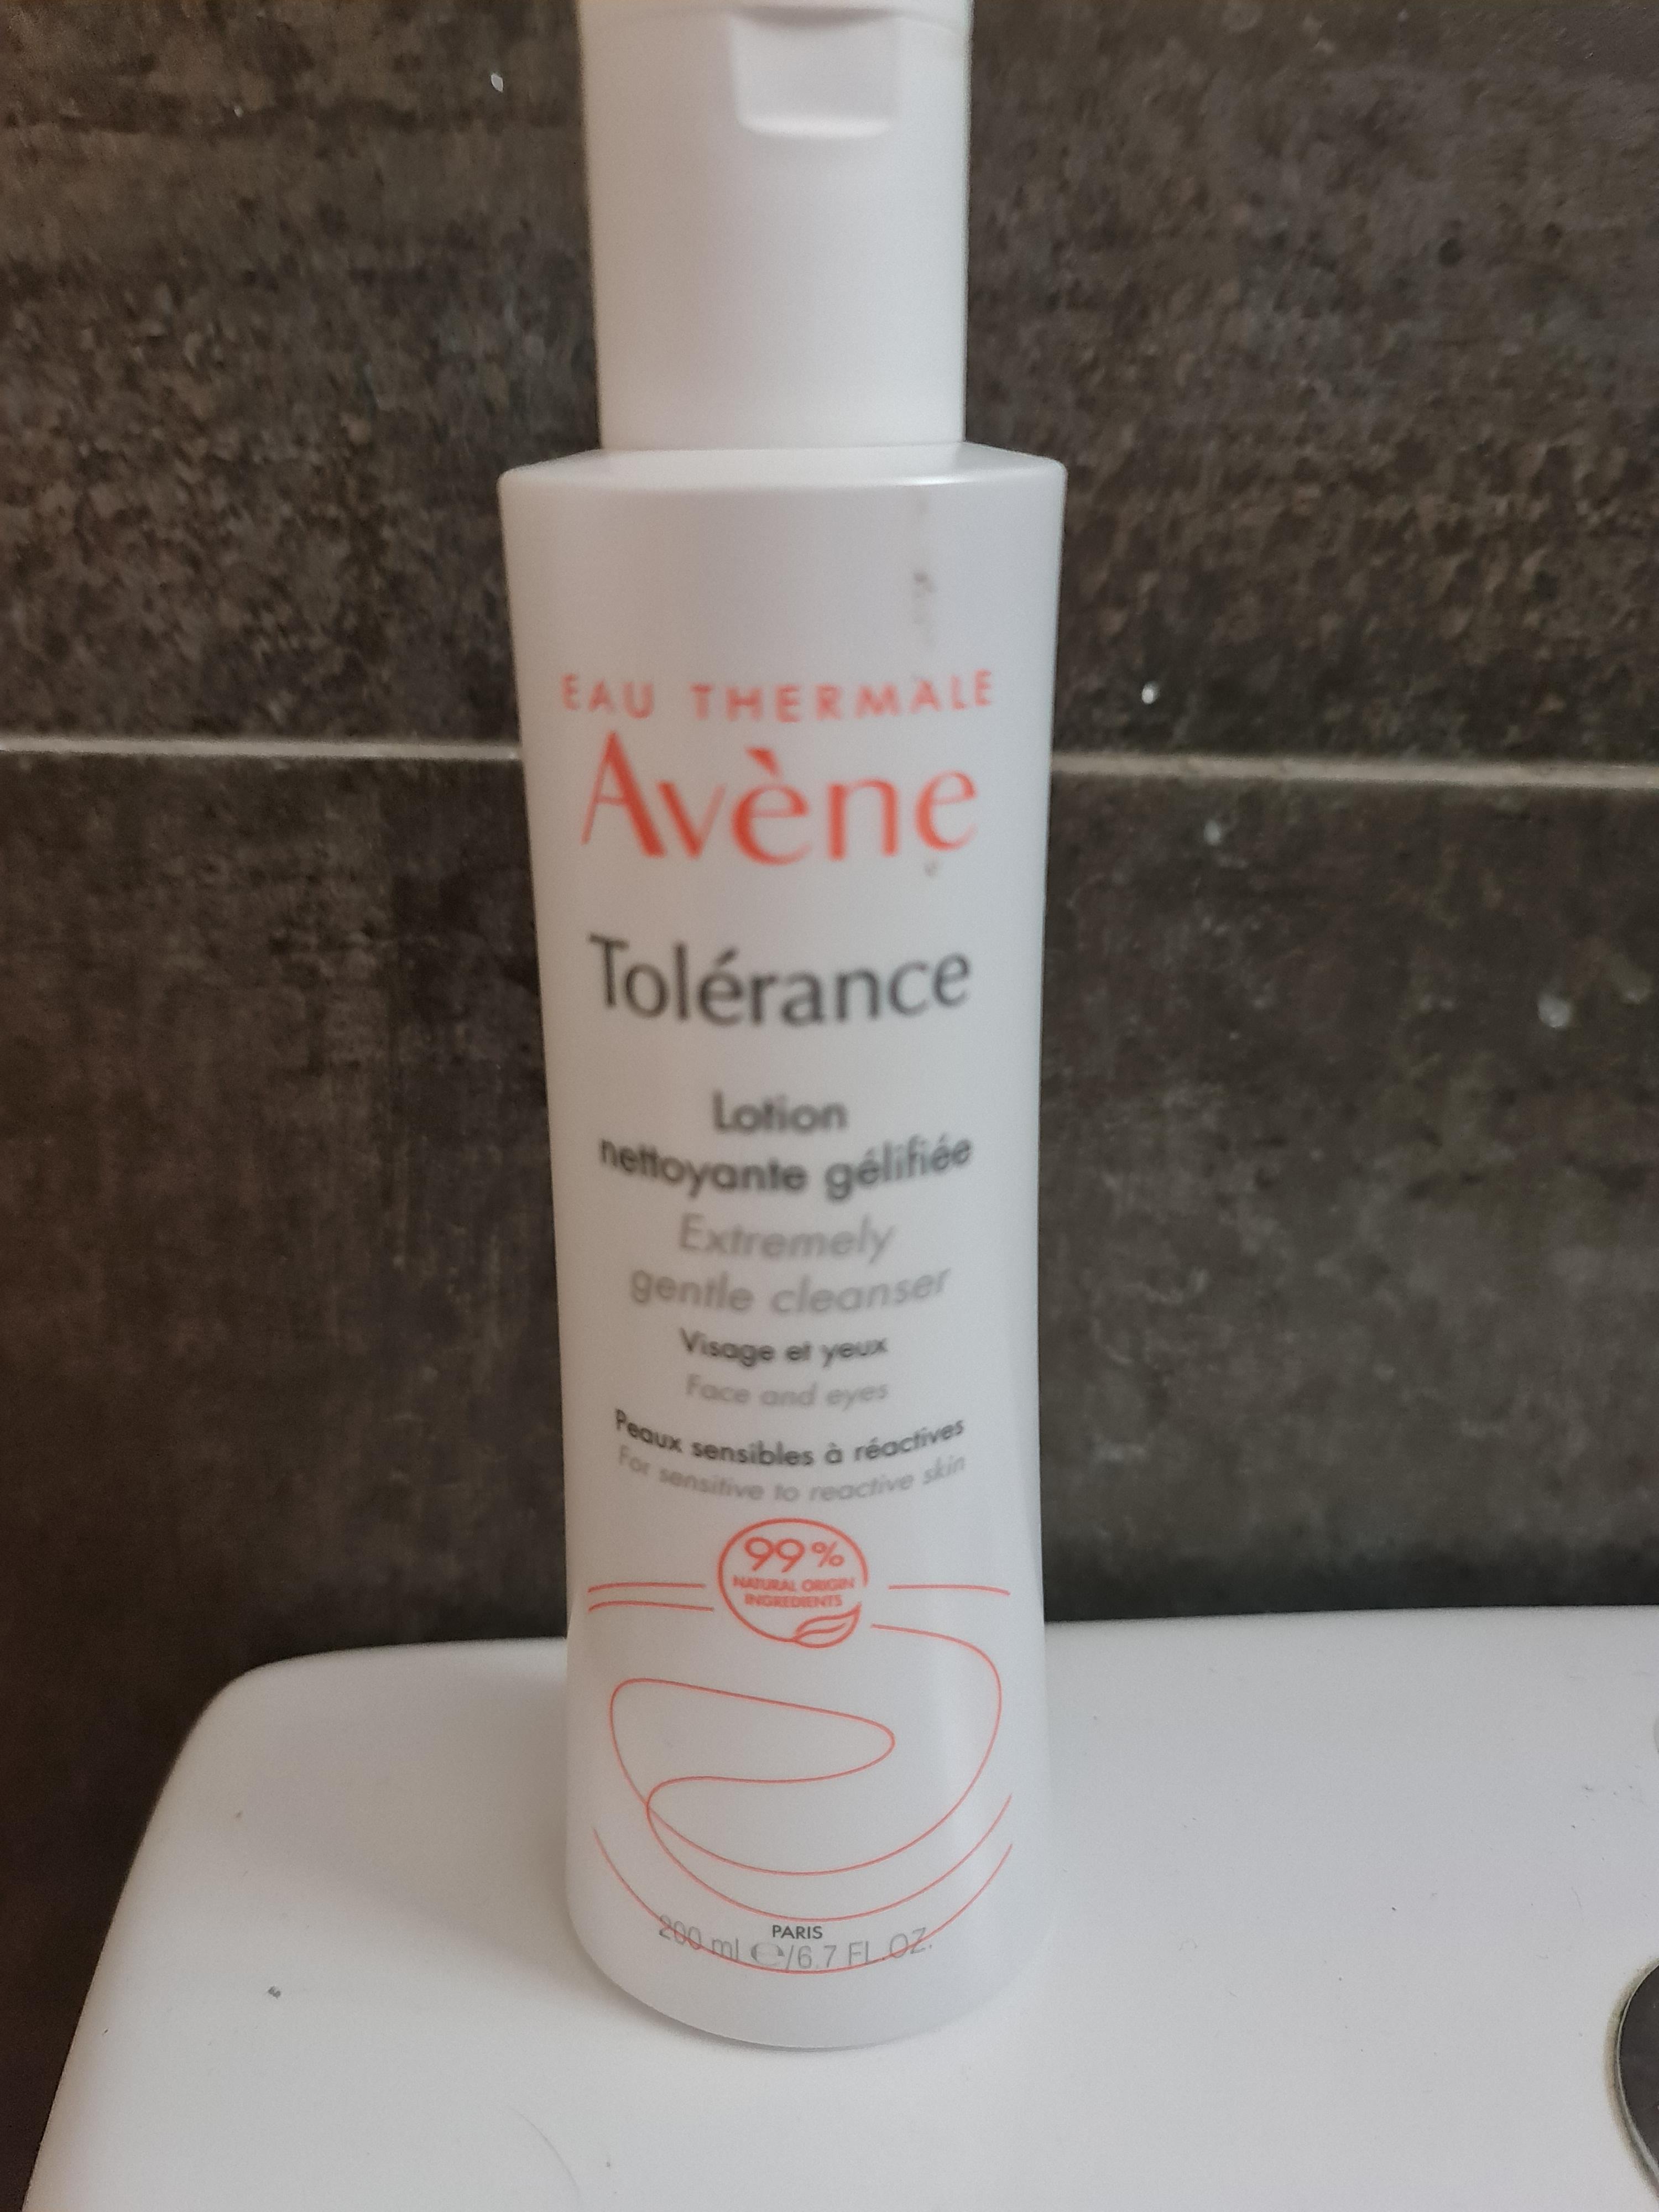 EAU THERMALE
Avène
Tolérance
Lotion
nettoyante gélifiée
Extremely
gentle cleanser
Visage et yeux
Face and eyes
Peaux sensibles à réactives
For sensitive to reactive skin
99%
NATURAL ORIGIN
INGREDIENTS
PARIS
200 ml ℮/6.7 FL.OZ.